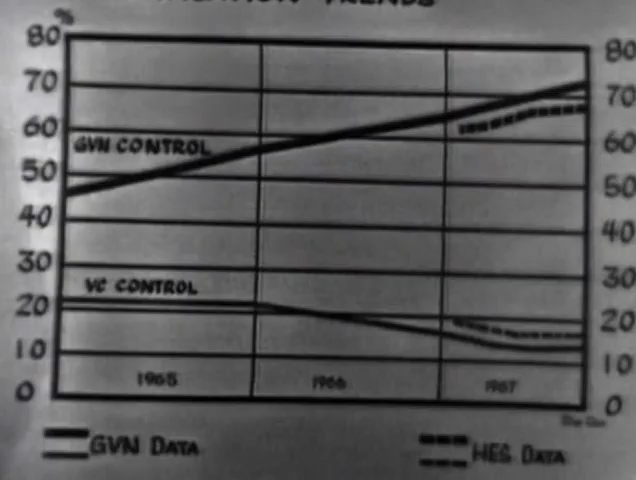 TRENDS
%
80 80
70 70
60 60
GVN CONTROL
50 50
40 40
30 30
VC CONTROL
20 20
10 10
1965 1966 1967
0 0
GVN DATA HES DATA